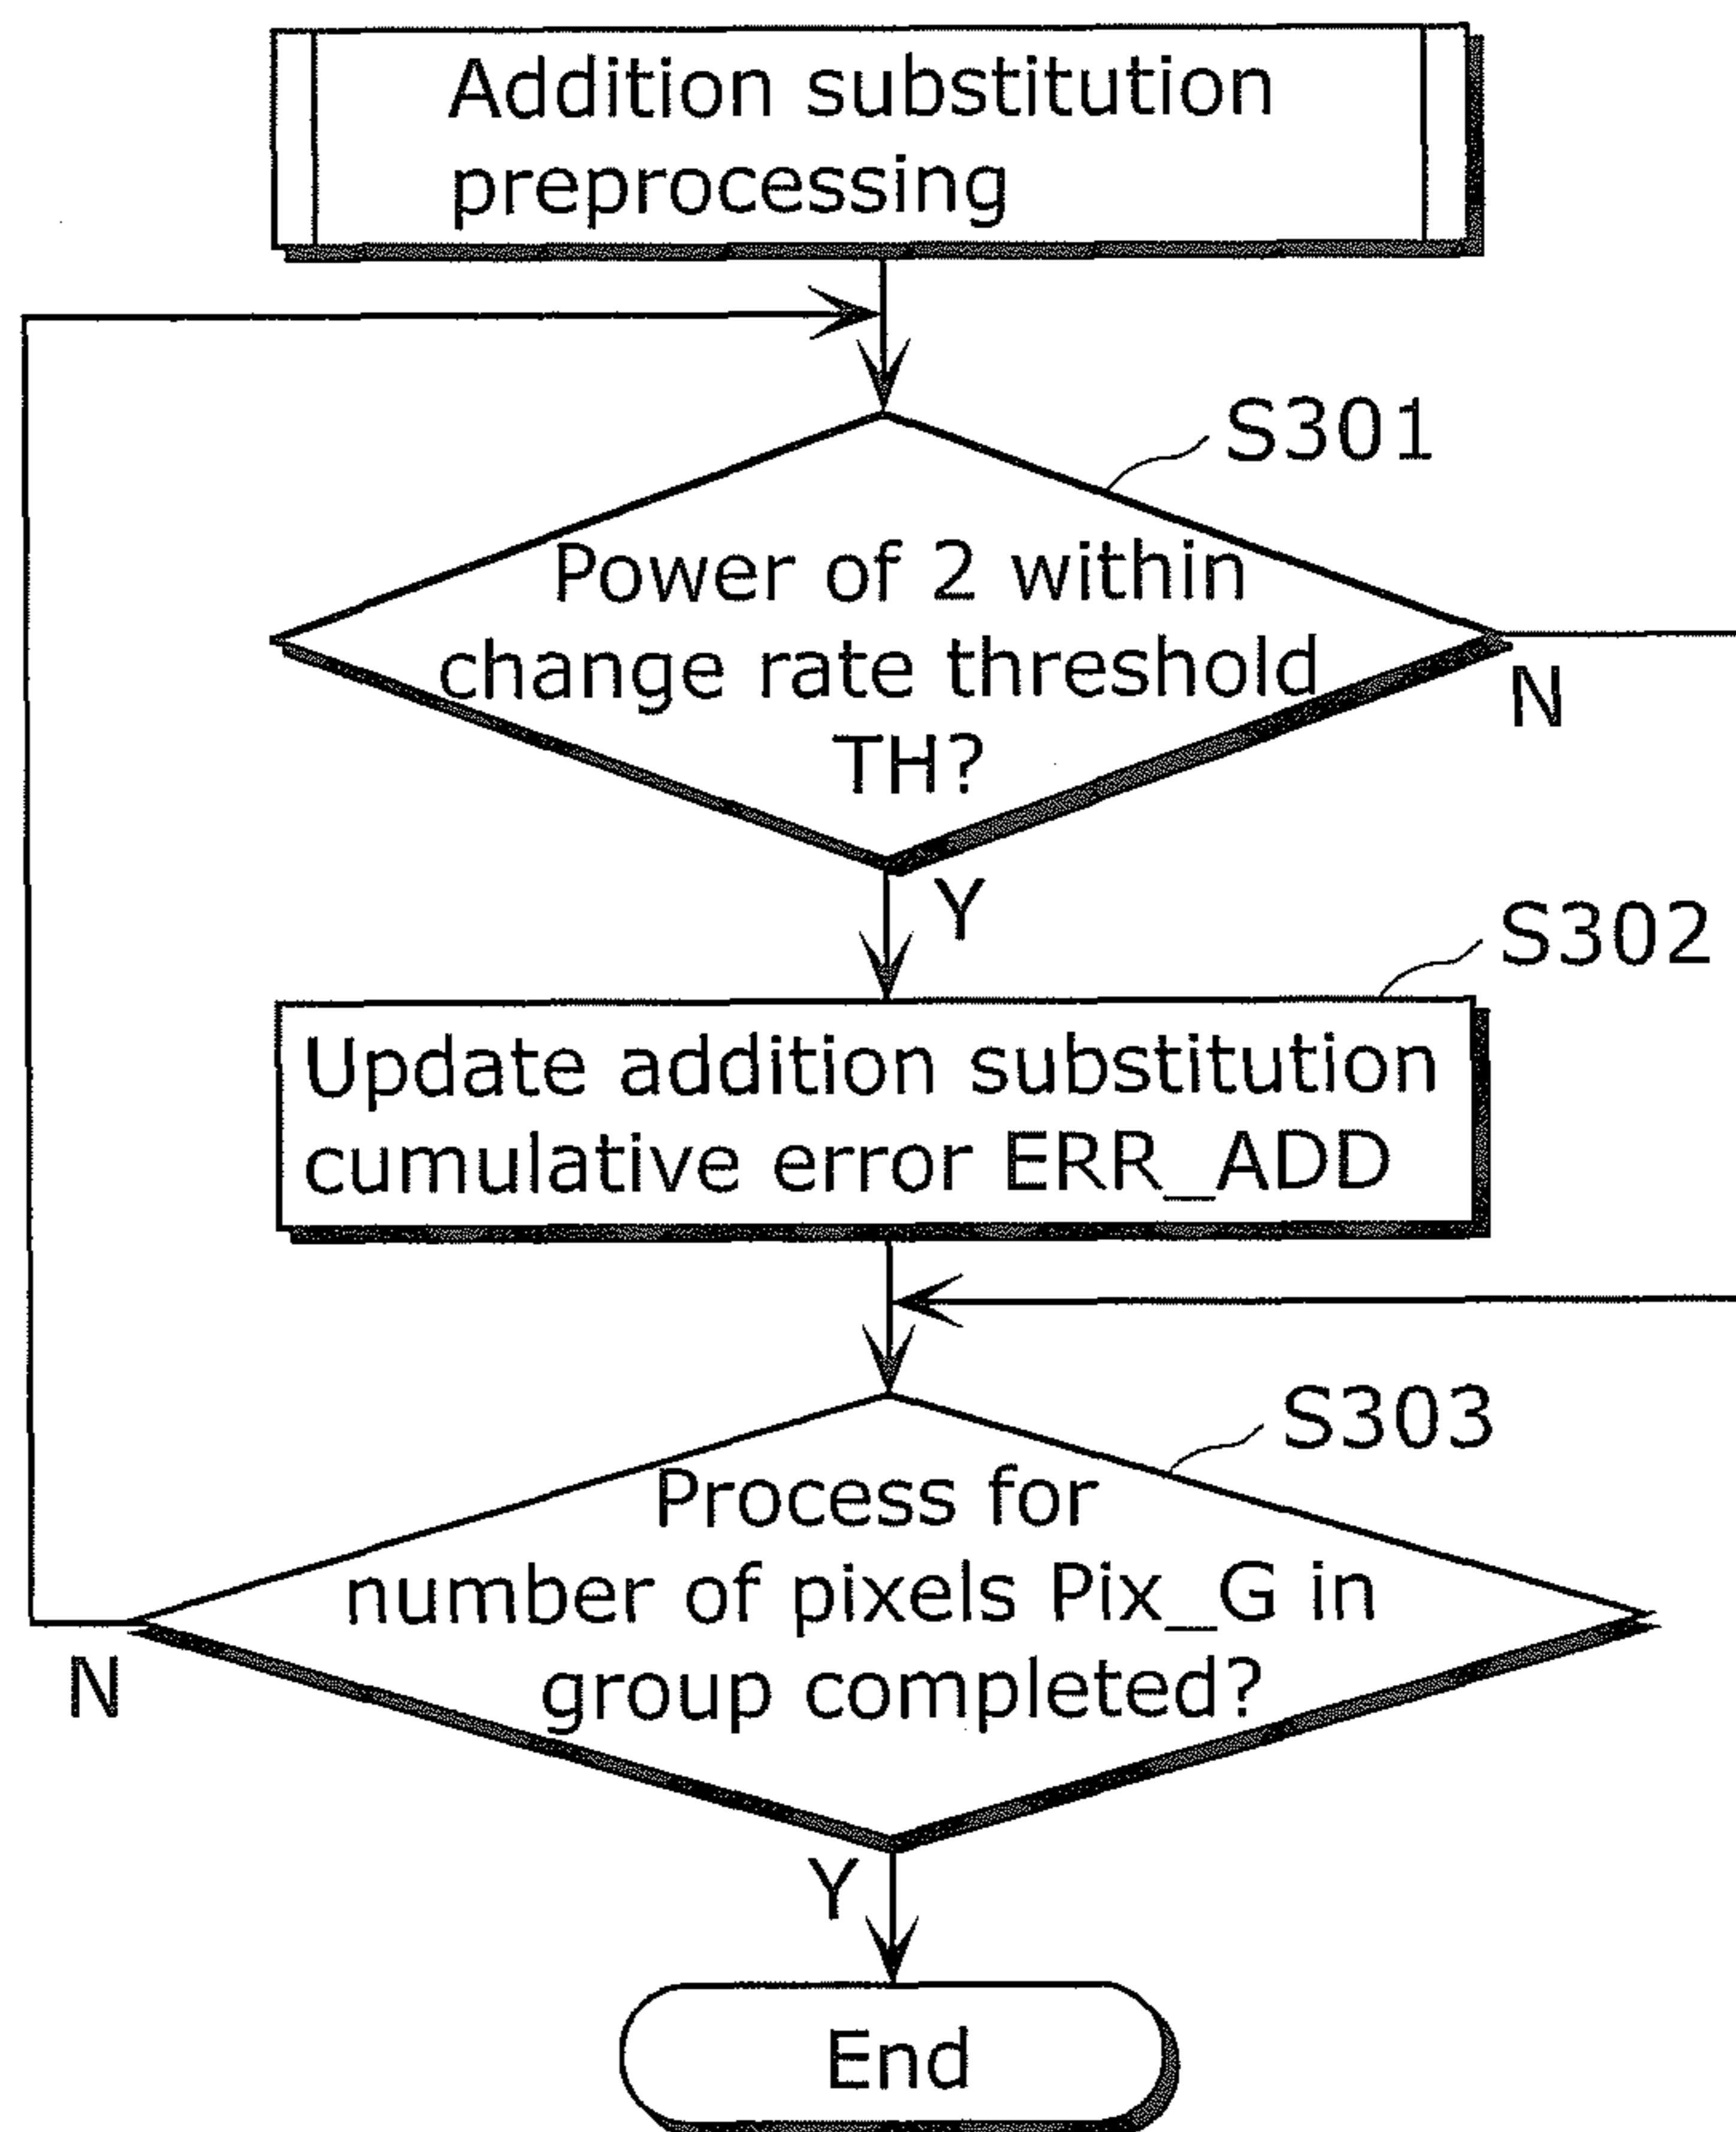 Addition substitution
preprocessing
S301
Power of 2 within
change rate threshold
TH?
N
Y
S302
Update addition substitution
cumulative error ERR_ADD
S303
Process for
number of pixels Pix_G in
group completed?
N
Y
End